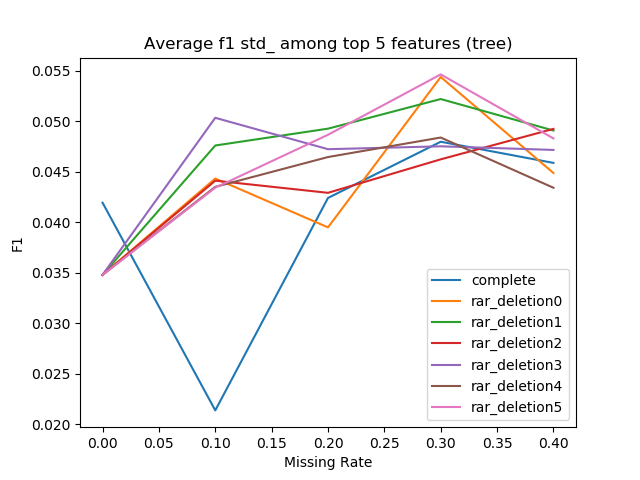 Average f1 std_ among top 5 features (tree)
F1
0.055
0.050
0.045
0.040
0.035
0.030
0.025
0.020
complete
rar_deletion0
rar_deletion1
rar_deletion2
rar_deletion3
rar_deletion4
rar_deletion5
0.00 0.05 0.10 0.15 0.20 0.25 0.30 0.35 0.40
Missing Rate